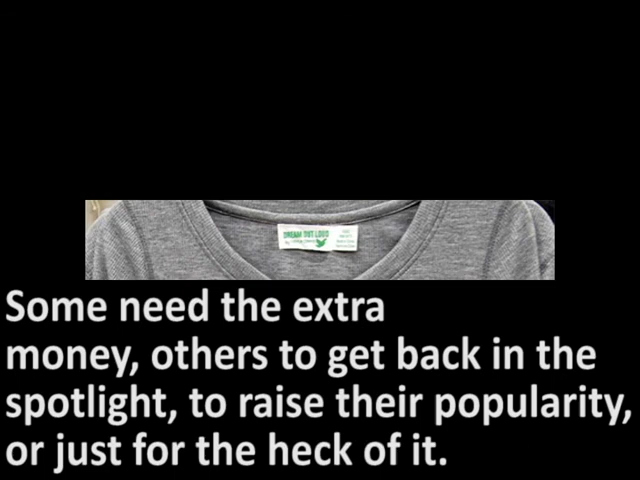 DREAM OUT LOUD
Some need the extra
money, others to get back in the
spotlight, to raise their popularity,
or just for the heck of it.